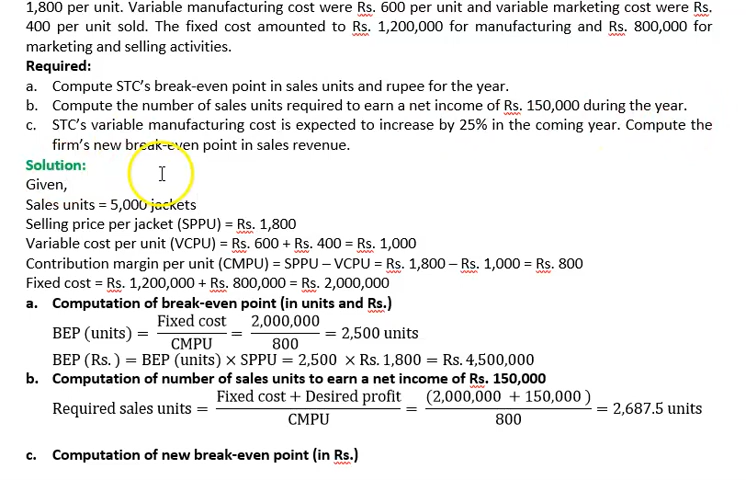 1,800 per unit. Variable manufacturing cost were Rs. 600 per unit and variable marketing cost were Rs.
400 per unit sold. The fixed cost amounted to Rs. 1,200,000 for manufacturing and Rs. 800,000 for
marketing and selling activities.
Required:
a. Compute STC's break-even point in sales units and rupee for the year.
b. Compute the number of sales units required to earn a net income of Rs. 150,000 during the year.
c. STC's variable manufacturing cost is expected to increase by 25% in the coming year. Compute the
firm's new break-even point in sales revenue.
Solution:
Given,
Sales units = 5,000 jackets
Selling price per jacket (SPPU) = Rs. 1,800
Variable cost per unit (VCPU) = Rs. 600 + Rs. 400 = Rs. 1,000
Contribution margin per unit (CMPU) = SPPU – VCPU = Rs. 1,800 – Rs. 1,000 = Rs. 800
Fixed cost = Rs. 1,200,000 + Rs. 800,000 = Rs. 2,000,000
a. Computation of break-even point (in units and Rs.)
BEP (units) = Fixed cost / CMPU = 2,000,000 / 800 = 2,500 units
BEP (Rs. ) = BEP (units) × SPPU = 2,500 × Rs. 1,800 = Rs. 4,500,000
b. Computation of number of sales units to earn a net income of Rs. 150,000
Required sales units = Fixed cost + Desired profit / CMPU = (2,000,000 + 150,000 ) / 800 = 2,687.5 units
c. Computation of new break-even point (in Rs.)